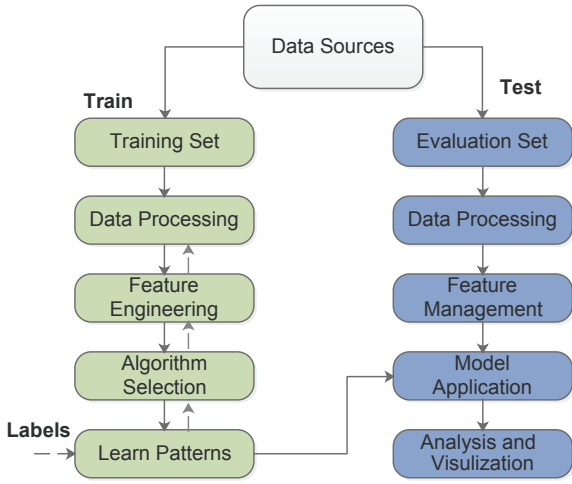 Data Sources
Train
Test
Training Set
Evaluation Set
Data Processing
Data Processing
Feature
Engineering
Feature
Management
Algorithm
Selection
Model
Application
Labels
Learn Patterns
Analysis and
Visulization